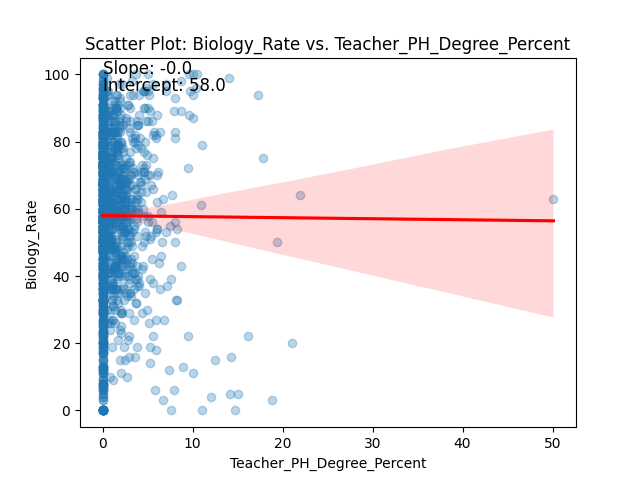 Scatter Plot: Biology_Rate vs. Teacher_PH_Degree_Percent
Slope: -0.0
Intercept: 58.0
100
80
60
40
20
0
Biology_Rate
0 10 20 30 40 50
Teacher_PH_Degree_Percent